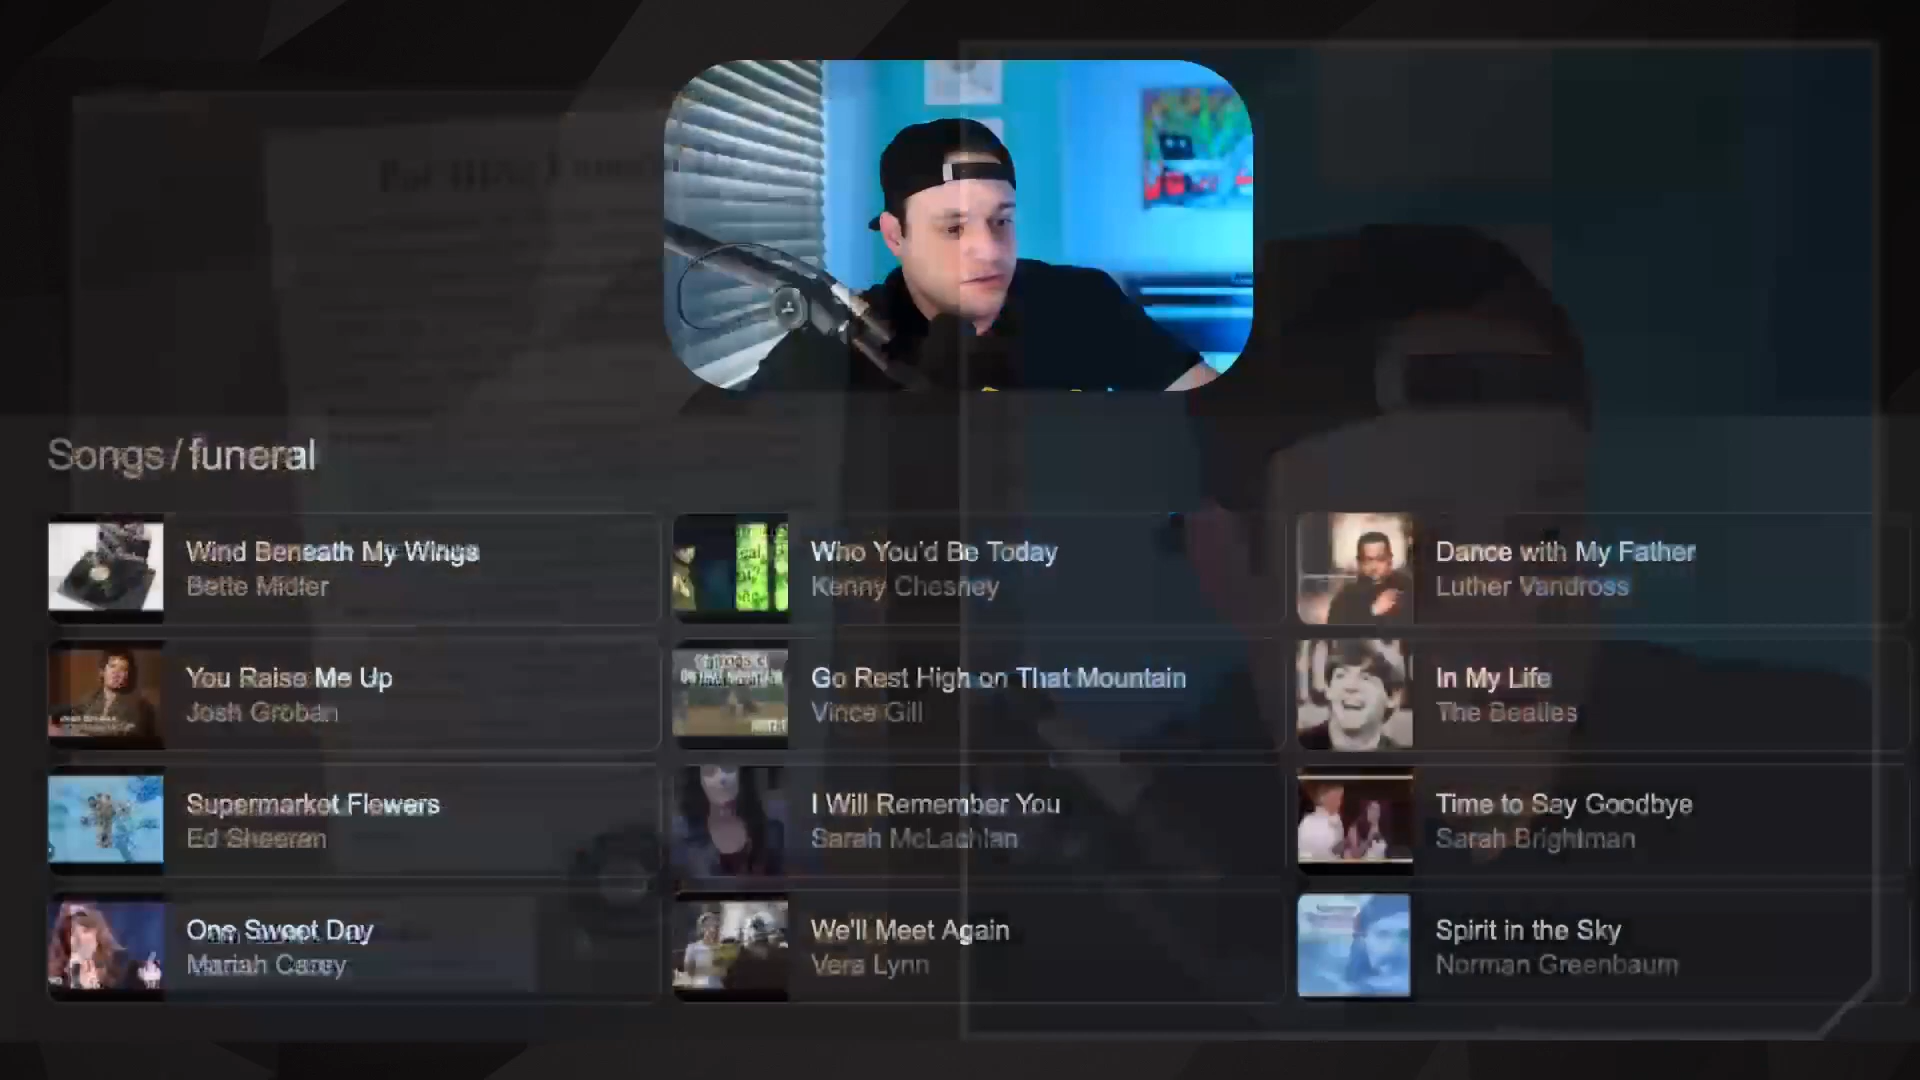 Songs / funeral
Wind Beneath My Wings
Bette Midler
Who You'd Be Today
Kenny Chesney
Dance with My Father
Luther Vandross
You Raise Me Up
Josh Groban
Go Rest High on That Mountain
Vince Gill
In My Life
The Beatles
Supermarket Flowers
Ed Sheeran
I Will Remember You
Sarah McLachlan
Time to Say Goodbye
Sarah Brightman
One Sweet Day
Mariah Carey
We'll Meet Again
Vera Lynn
Spirit in the Sky
Norman Greenbaum